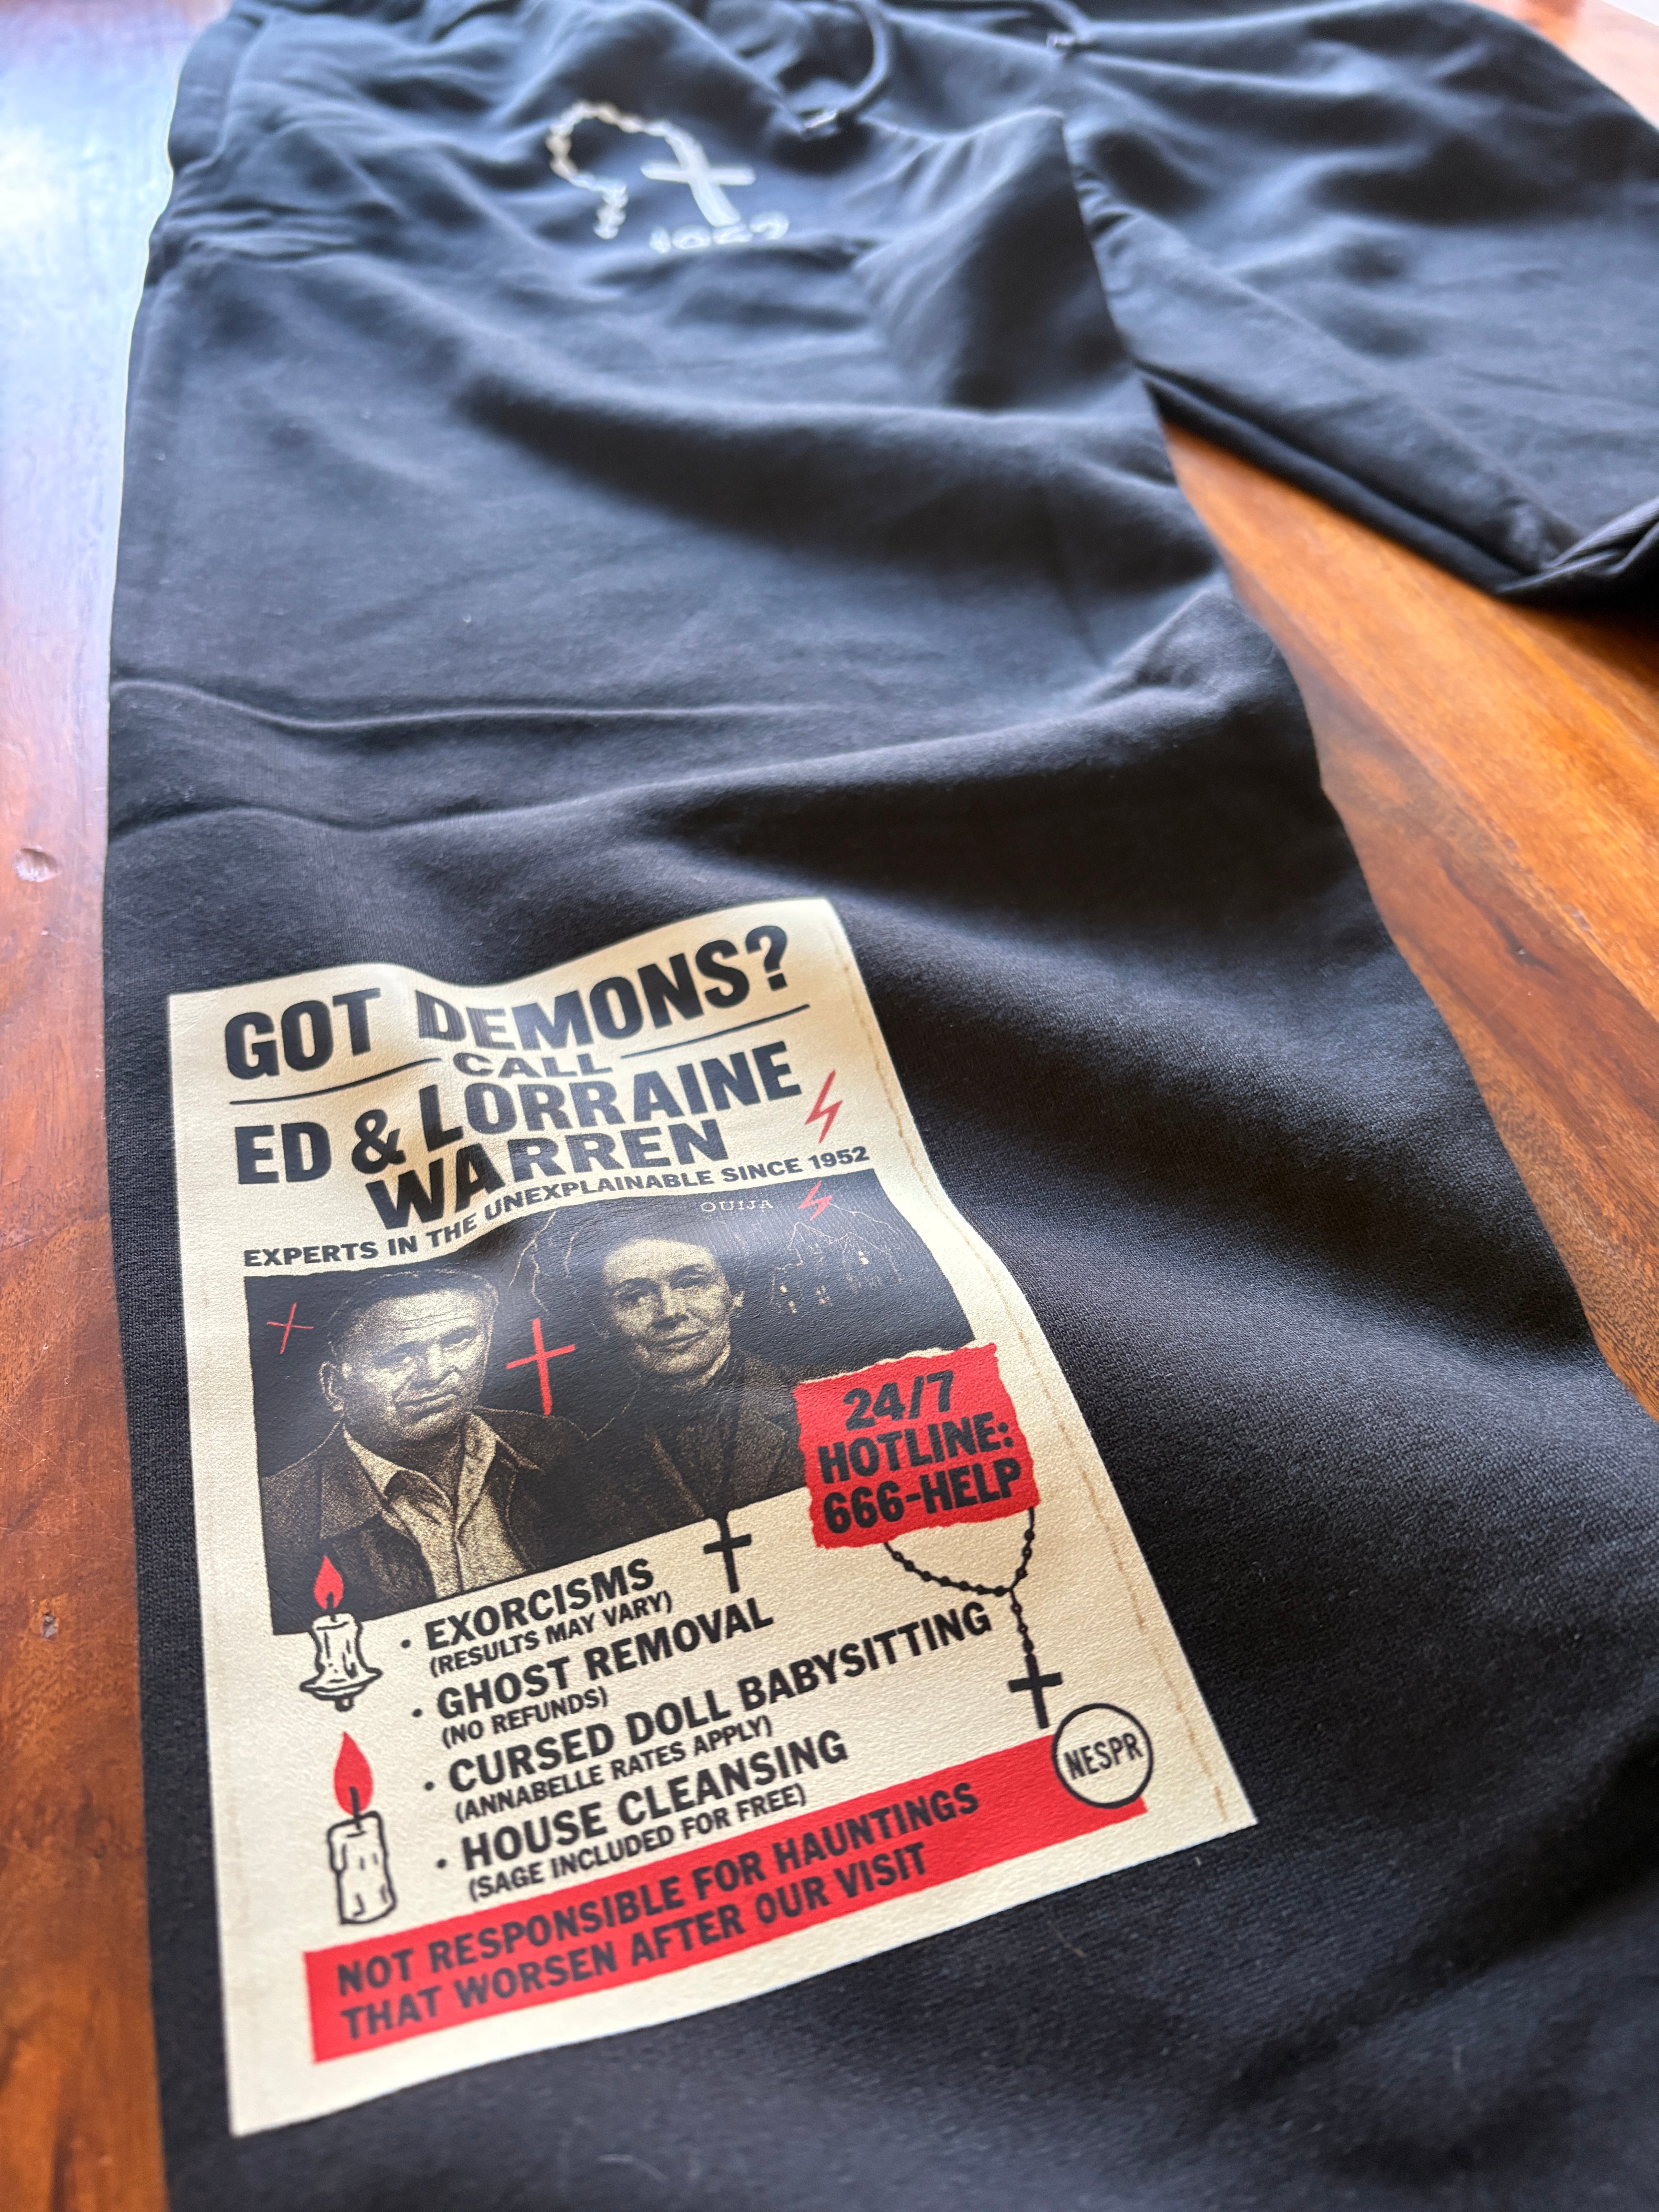 GOT DEMONS?
CALL
ED & LORRAINE
WARREN
EXPERTS IN THE UNEXPLAINABLE SINCE 1952
OUIJA
24/7
HOTLINE:
666-HELP
• EXORCISMS
(RESULTS MAY VARY)
• GHOST REMOVAL
(NO REFUNDS)
• CURSED DOLL BABYSITTING
(ANNABELLE RATES APPLY)
• HOUSE CLEANSING
(SAGE INCLUDED FOR FREE)
NESPR
NOT RESPONSIBLE FOR HAUNTINGS
THAT WORSEN AFTER OUR VISIT